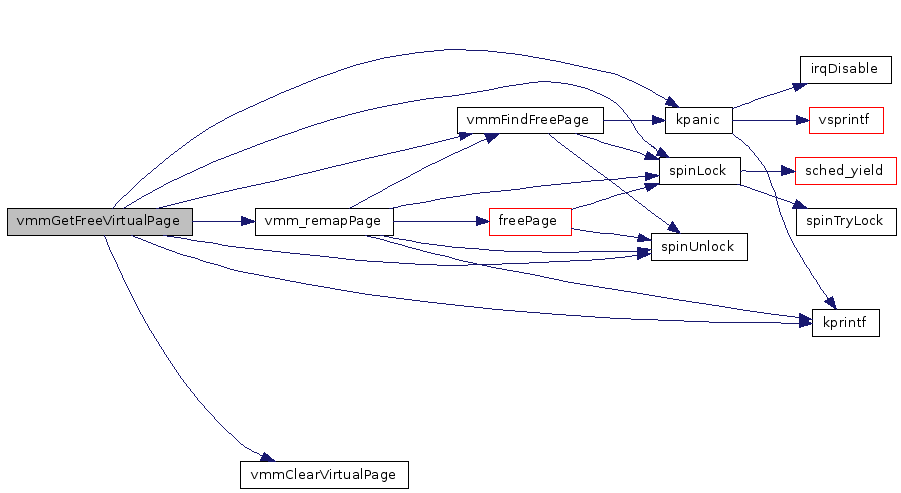 irqDisable
vmmFindFreePage
kpanic
vsprintf
spinLock
sched_yield
vmmGetFreeVirtualPage
vmm_remapPage
freePage
spinTryLock
spinUnlock
kprintf
vmmClearVirtualPage